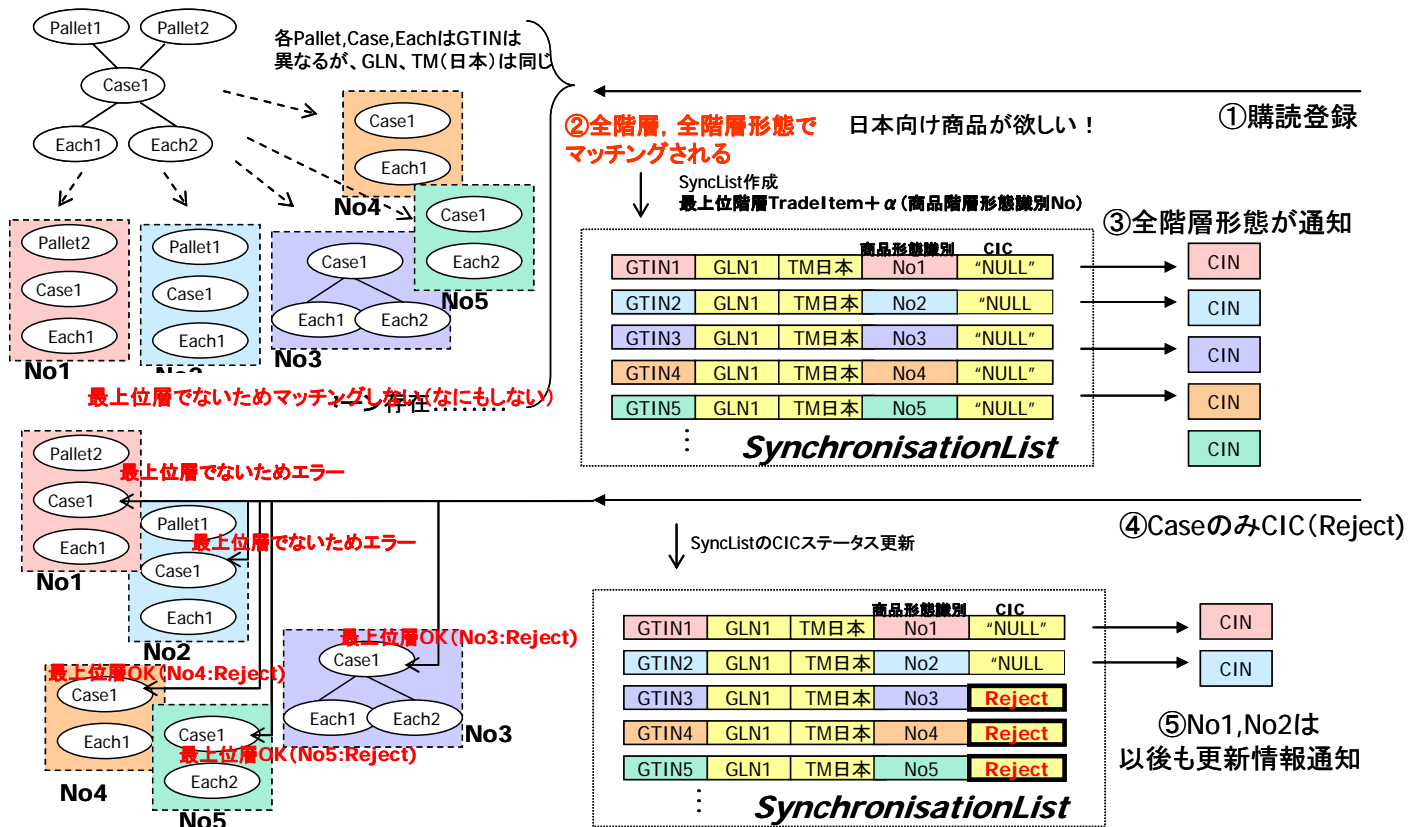 Pallet1
Pallet2
Case1
Each1
Each2
各Pallet,Case,EachはGTINは
異なるが、GLN、TM(日本)は同じ
Case1
Each1
No4
Case1
Each2
No5
Pallet2
Case1
Each1
No1
Pallet1
Case1
Each1
Case1
Each1
Each2
No3
最上位層でないためマッチングしない(なにもしない)
ーン存在………
①購読登録
②全階層,全階層形態で
マッチングされる
日本向け商品が欲しい！
SyncList作成
最上位階層TradeItem＋α(商品階層形態識別No)
商品形態識別 CIC
GTIN1 GLN1 TM日本 No1 “NULL”
GTIN2 GLN1 TM日本 No2 “NULL
GTIN3 GLN1 TM日本 No3 “NULL”
GTIN4 GLN1 TM日本 No4 “NULL”
GTIN5 GLN1 TM日本 No5 “NULL”
⋮
SynchronisationList
③全階層形態が通知
CIN
CIN
CIN
CIN
CIN
Pallet2
最上位層でないためエラー
Case1
Each1
No1
Pallet1
最上位層でないためエラー
Case1
Each1
No2
最上位層OK(No3:Reject)
Case1
Each1
Each2
No3
最上位層OK(No4:Reject)
Case1
Each1
No4
Case1
最上位層OK(No5:Reject)
Each2
No5
④CaseのみCIC(Reject)
SyncListのCICステータス更新
商品形態識別 CIC
GTIN1 GLN1 TM日本 No1 “NULL”
GTIN2 GLN1 TM日本 No2 “NULL
GTIN3 GLN1 TM日本 No3 Reject
GTIN4 GLN1 TM日本 No4 Reject
GTIN5 GLN1 TM日本 No5 Reject
⋮
SynchronisationList
CIN
CIN
⑤No1,No2は
以後も更新情報通知